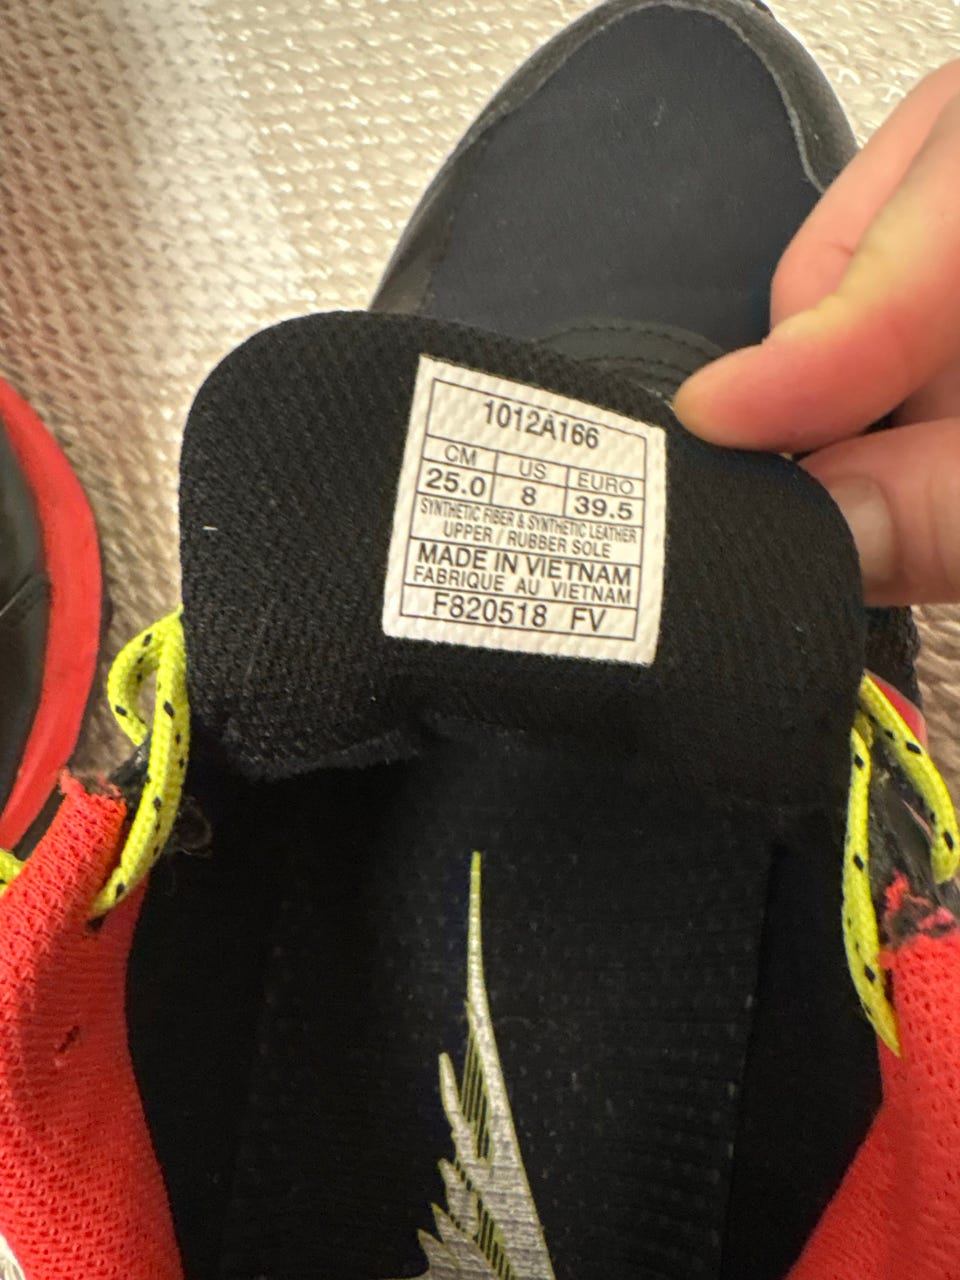 1012A166
CM US EURO
25.0 8 39.5
SYNTHETIC FIBER & SYNTHETIC LEATHER
UPPER / RUBBER SOLE
MADE IN VIETNAM
FABRIQUE AU VIETNAM
F820518 FV